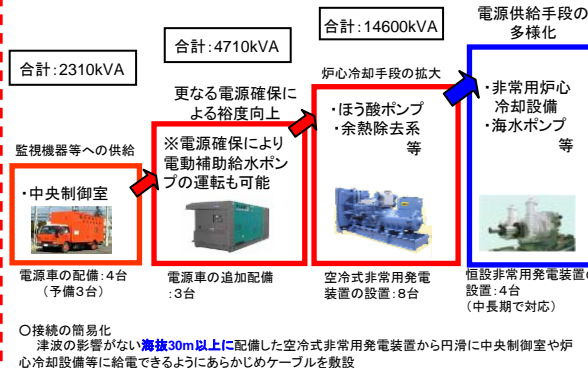 合計:2310kVA
監視機器等への供給
・中央制御室
電源車の配備:4台
(予備3台)
合計:4710kVA
更なる電源確保に
よる裕度向上
※電源確保により
電動補助給水ポン
プの運転も可能
電源車の追加配備
:3台
合計:14600kVA
炉心冷却手段の拡大
・ほう酸ポンプ
・余熱除去系
等
空冷式非常用発電
装置の設置:8台
電源供給手段の
多様化
・非常用炉心
冷却設備
・海水ポンプ
等
恒設非常用発電装置の
設置:4台
(中長期で対応)
○接続の簡易化
津波の影響がない海抜30m以上に配備した空冷式非常用発電装置から円滑に中央制御室や炉
心冷却設備等に給電できるようにあらかじめケーブルを敷設